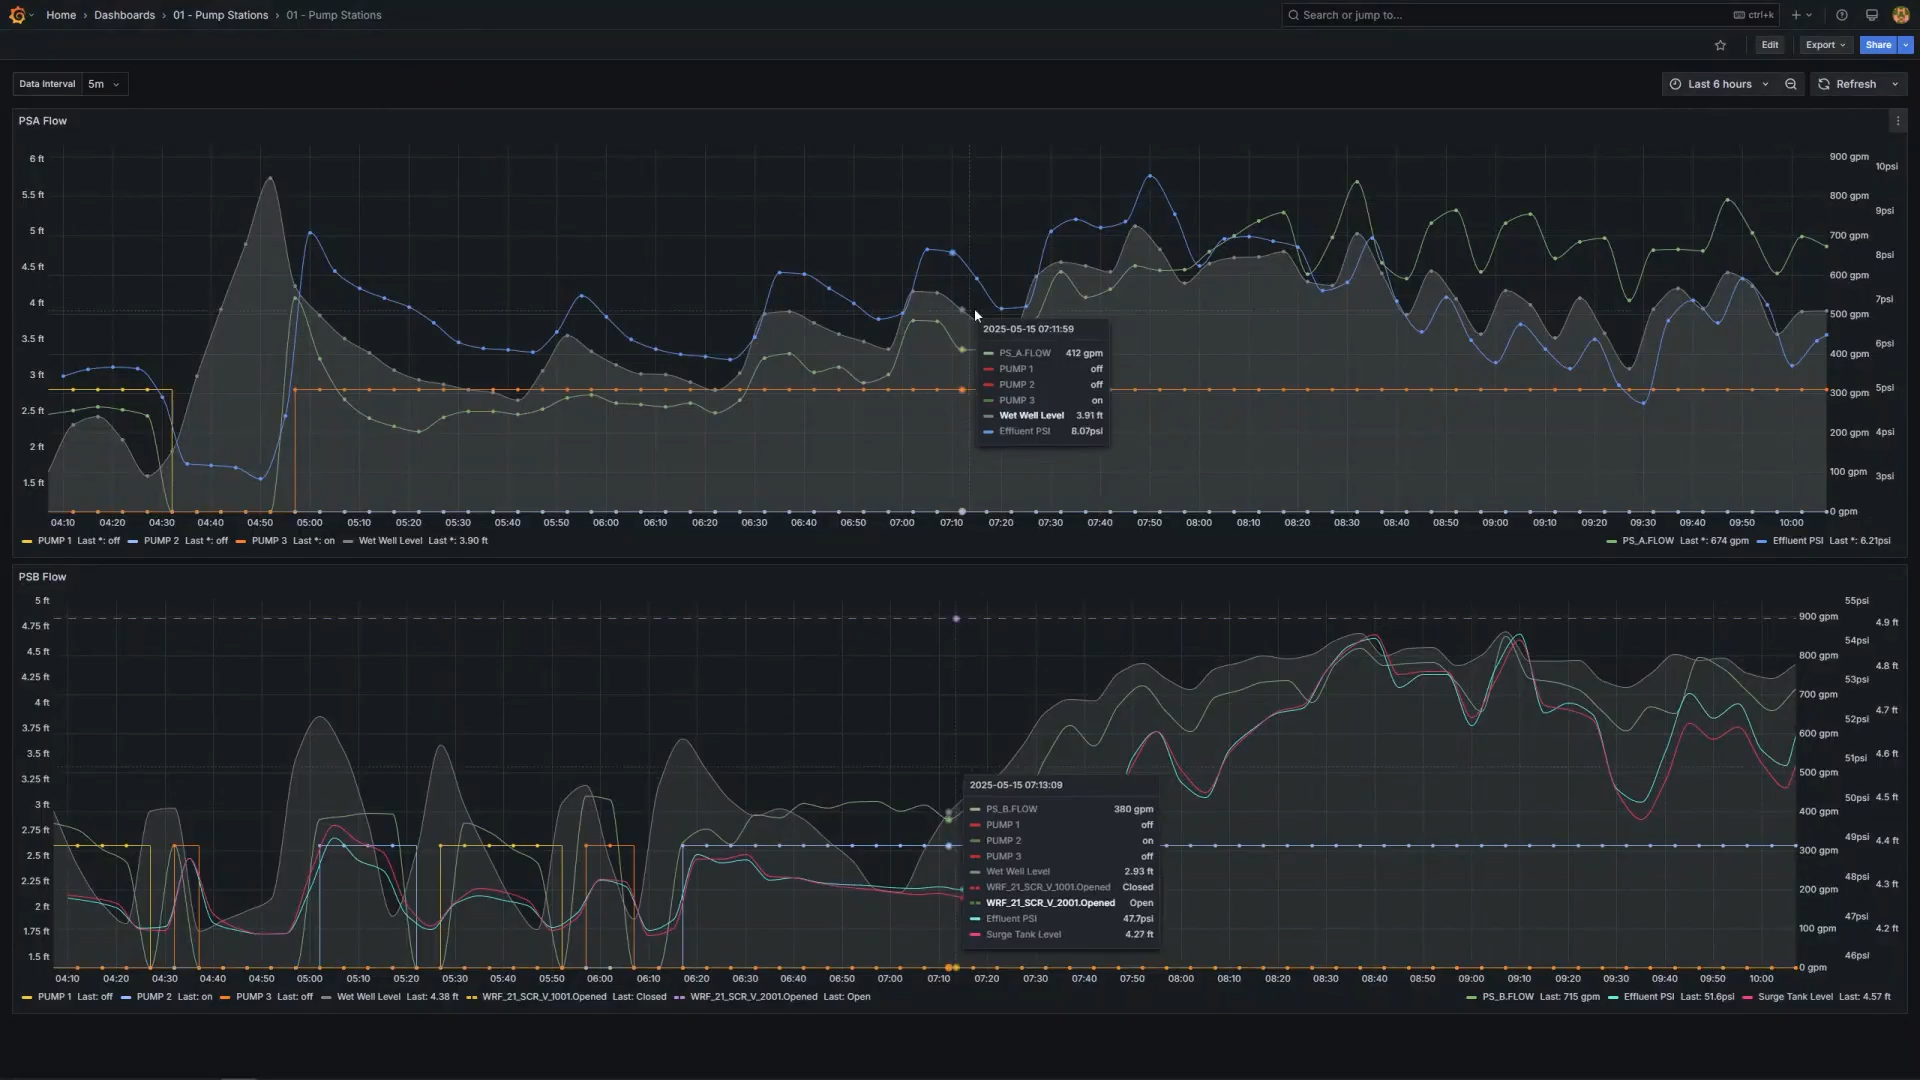 Home › Dashboards › 01 - Pump Stations › 01 - Pump Stations
Search or jump to... ctrl+k
Edit Export Share
Data Interval 5m
Last 6 hours Refresh
PSA Flow
6 ft
5.5 ft
5 ft
4.5 ft
4 ft
3.5 ft
3 ft
2.5 ft
2 ft
1.5 ft
900 gpm
800 gpm
700 gpm
600 gpm
500 gpm
400 gpm
300 gpm
200 gpm
100 gpm
0 gpm
10psi
9psi
8psi
7psi
6psi
5psi
4psi
3psi
2025-05-15 07:11:59
PS_A.FLOW 412 gpm
PUMP 1 off
PUMP 2 off
PUMP 3 on
Wet Well Level 3.91 ft
Effluent PSI 8.07psi
04:10 04:20 04:30 04:40 04:50 05:00 05:10 05:20 05:30 05:40 05:50 06:00 06:10 06:20 06:30 06:40 06:50 07:00 07:10 07:20 07:30 07:40 07:50 08:00 08:10 08:20 08:30 08:40 08:50 09:00 09:10 09:20 09:30 09:40 09:50 10:00
PUMP 1 Last *: off PUMP 2 Last *: off PUMP 3 Last *: on Wet Well Level Last *: 3.90 ft PS_A.FLOW Last *: 674 gpm Effluent PSI Last *: 6.21psi
PSB Flow
5 ft
4.75 ft
4.5 ft
4.25 ft
4 ft
3.75 ft
3.5 ft
3.25 ft
3 ft
2.75 ft
2.5 ft
2.25 ft
2 ft
1.75 ft
1.5 ft
900 gpm
800 gpm
700 gpm
600 gpm
500 gpm
400 gpm
300 gpm
200 gpm
100 gpm
0 gpm
55psi
54psi
53psi
52psi
51psi
50psi
49psi
48psi
47psi
46psi
4.9 ft
4.8 ft
4.7 ft
4.6 ft
4.5 ft
4.4 ft
4.3 ft
4.2 ft
2025-05-15 07:13:09
PS_B.FLOW 380 gpm
PUMP 1 off
PUMP 2 on
PUMP 3 off
Wet Well Level 2.93 ft
WRF_21_SCR_V_1001.Opened Closed
WRF_21_SCR_V_2001.Opened Open
Effluent PSI 47.7psi
Surge Tank Level 4.27 ft
04:10 04:20 04:30 04:40 04:50 05:00 05:10 05:20 05:30 05:40 05:50 06:00 06:10 06:20 06:30 06:40 06:50 07:00 07:10 07:20 07:30 07:40 07:50 08:00 08:10 08:20 08:30 08:40 08:50 09:00 09:10 09:20 09:30 09:40 09:50 10:00
PUMP 1 Last: off PUMP 2 Last: on PUMP 3 Last: off Wet Well Level Last: 4.38 ft WRF_21_SCR_V_1001.Opened Last: Closed WRF_21_SCR_V_2001.Opened Last: Open PS_B.FLOW Last: 715 gpm Effluent PSI Last: 51.6psi Surge Tank Level Last: 4.57 ft